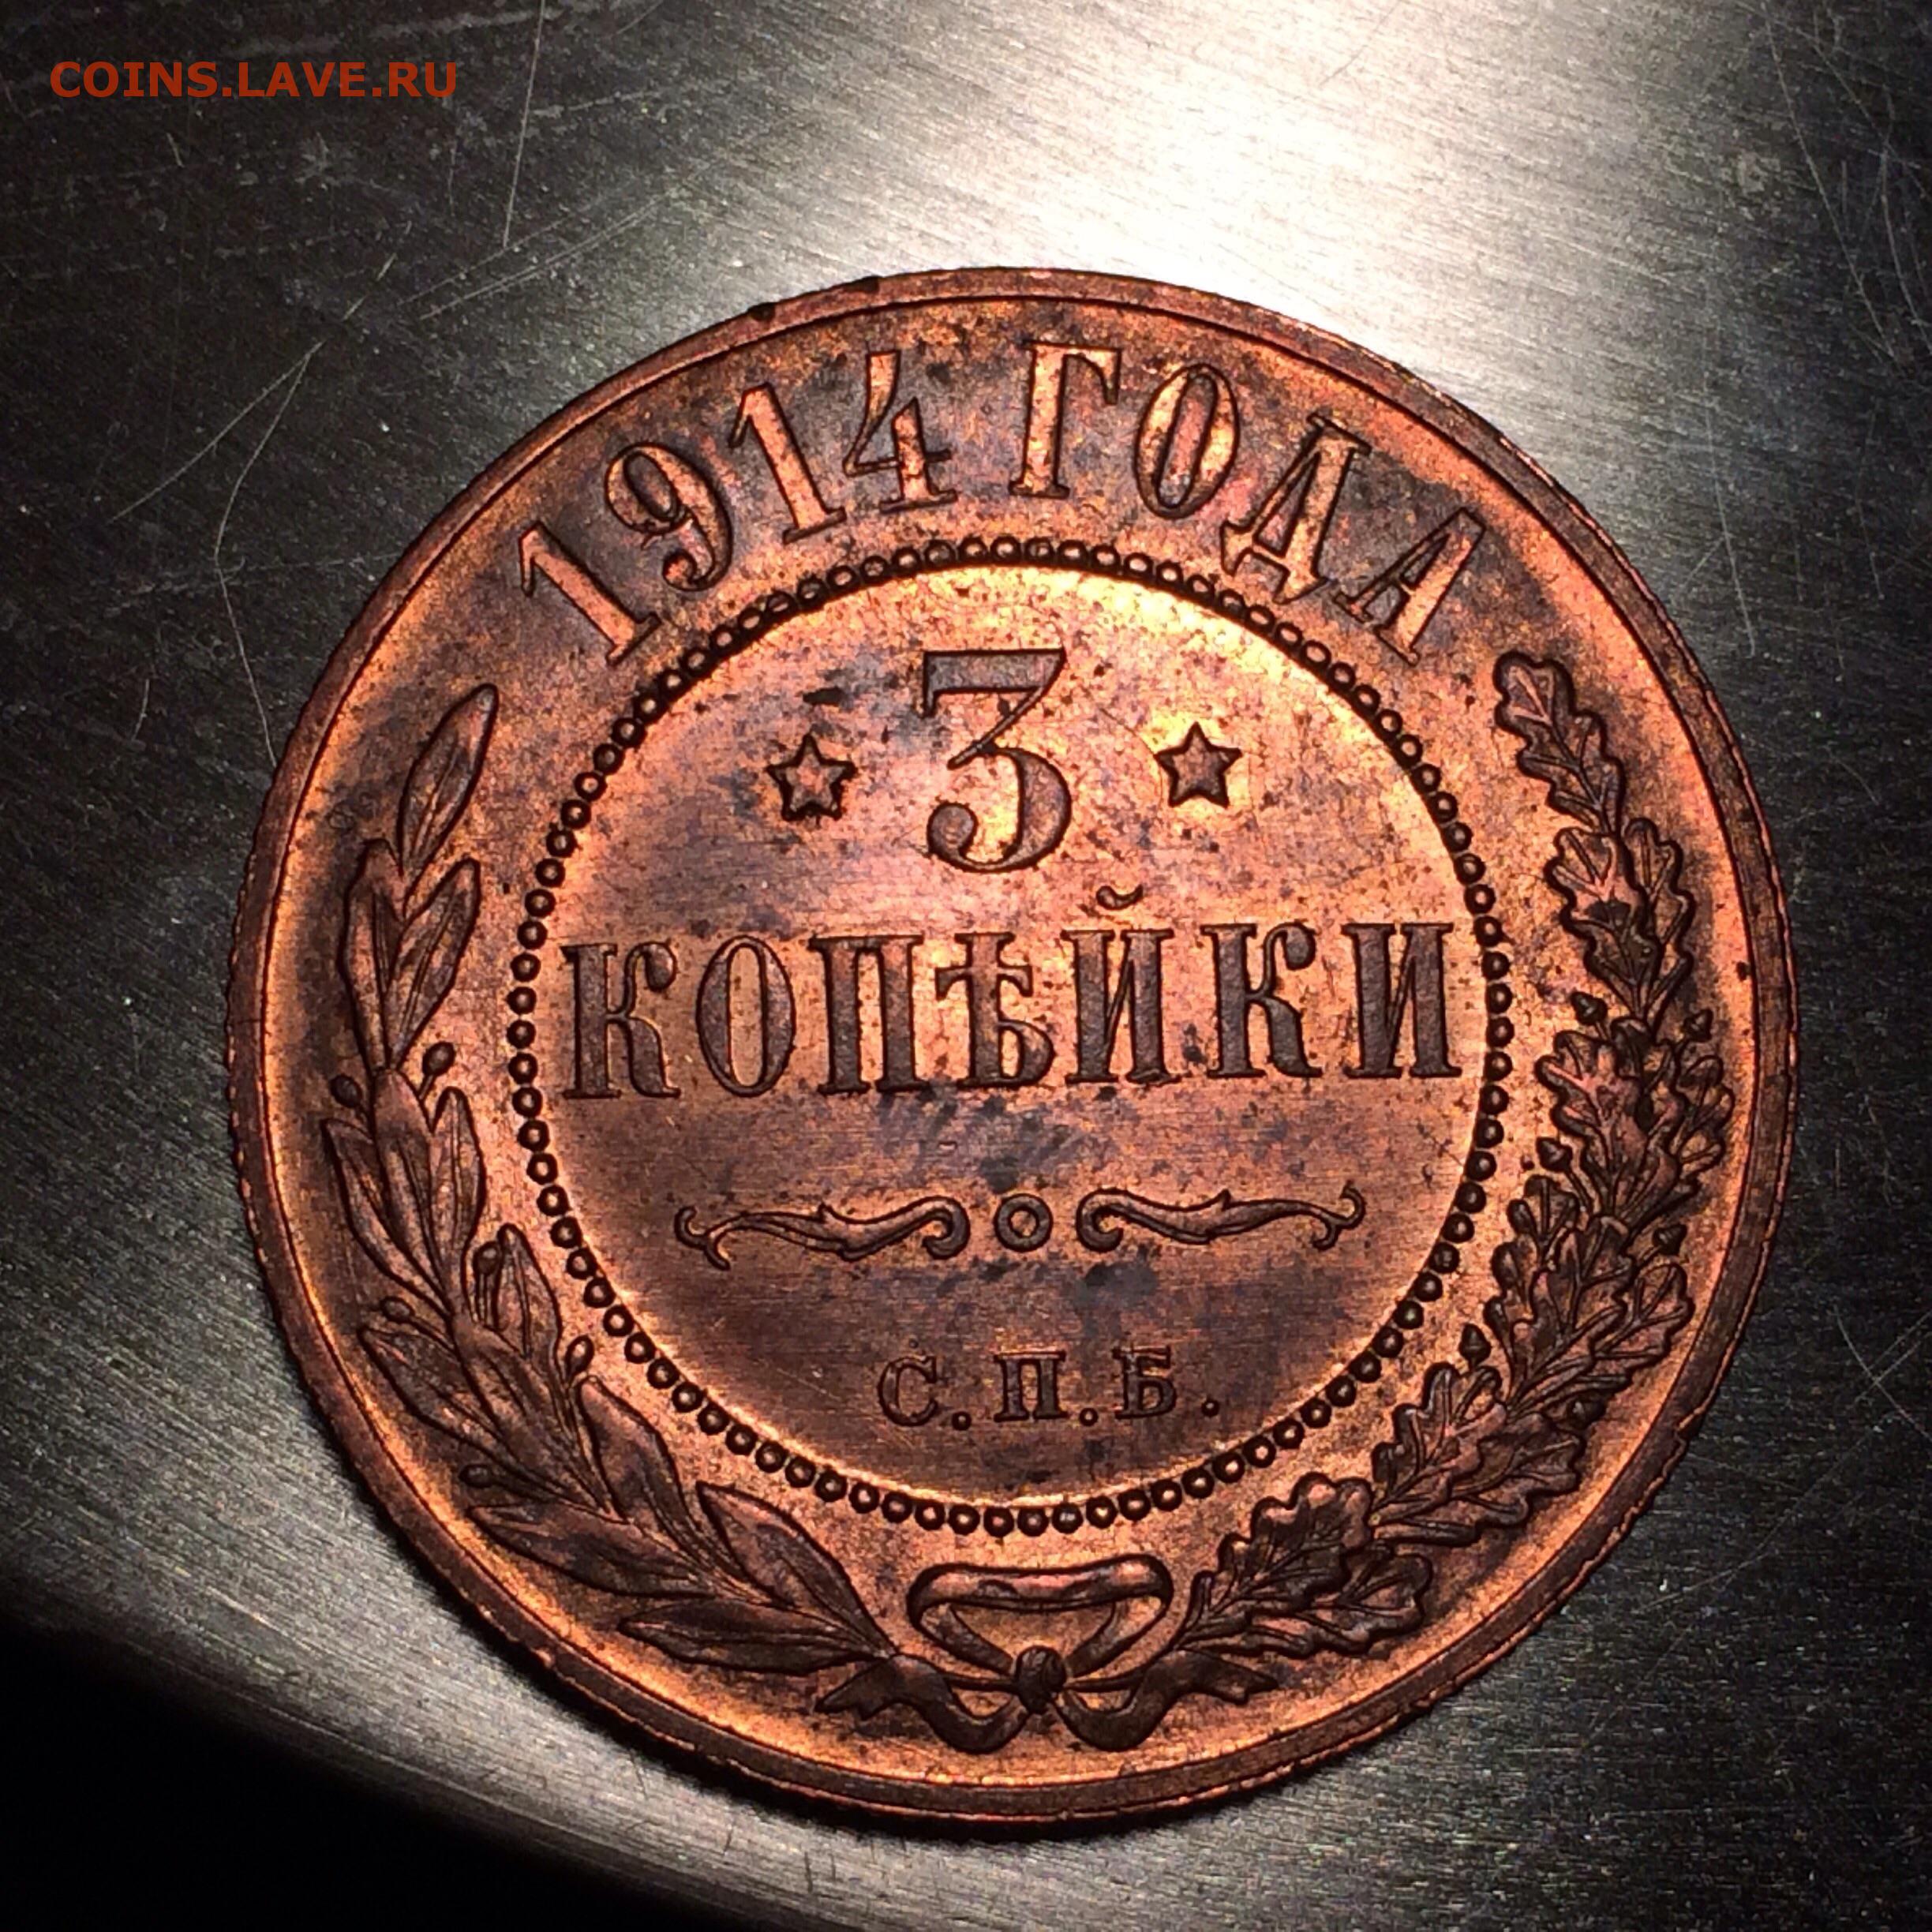 COINS.LAVE.RU
1914 ГОДА
3
КОПѢЙКИ
С.П.Б.